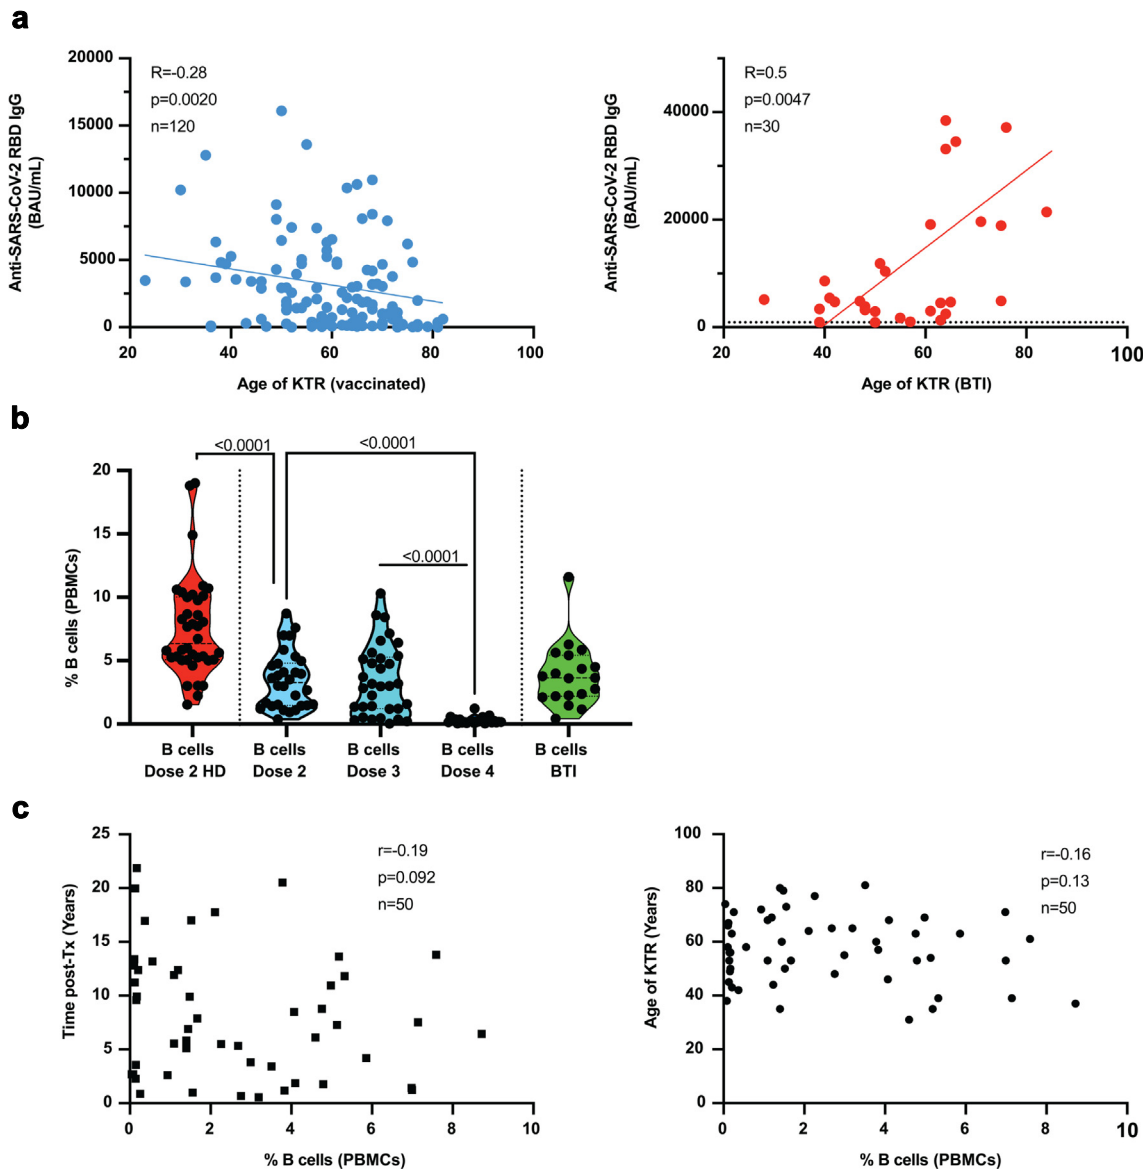 a
R=-0.28
p=0.0020
n=120
Anti-SARS-CoV-2 RBD IgG
(BAU/mL)
20000
15000
10000
5000
0
20 40 60 80 100
Age of KTR (vaccinated)
R=0.5
p=0.0047
n=30
Anti-SARS-CoV-2 RBD IgG
(BAU/mL)
40000
20000
0
20 40 60 80 100
Age of KTR (BTI)
b
<0.0001
<0.0001
<0.0001
% B cells (PBMCs)
20
15
10
5
0
B cells
Dose 2 HD
B cells
Dose 2
B cells
Dose 3
B cells
Dose 4
B cells
BTI
c
r=-0.19
p=0.092
n=50
Time post-Tx (Years)
25
20
15
10
5
0
0 2 4 6 8 10
% B cells (PBMCs)
r=-0.16
p=0.13
n=50
Age of KTR (Years)
100
80
60
40
20
0
0 2 4 6 8 10
% B cells (PBMCs)